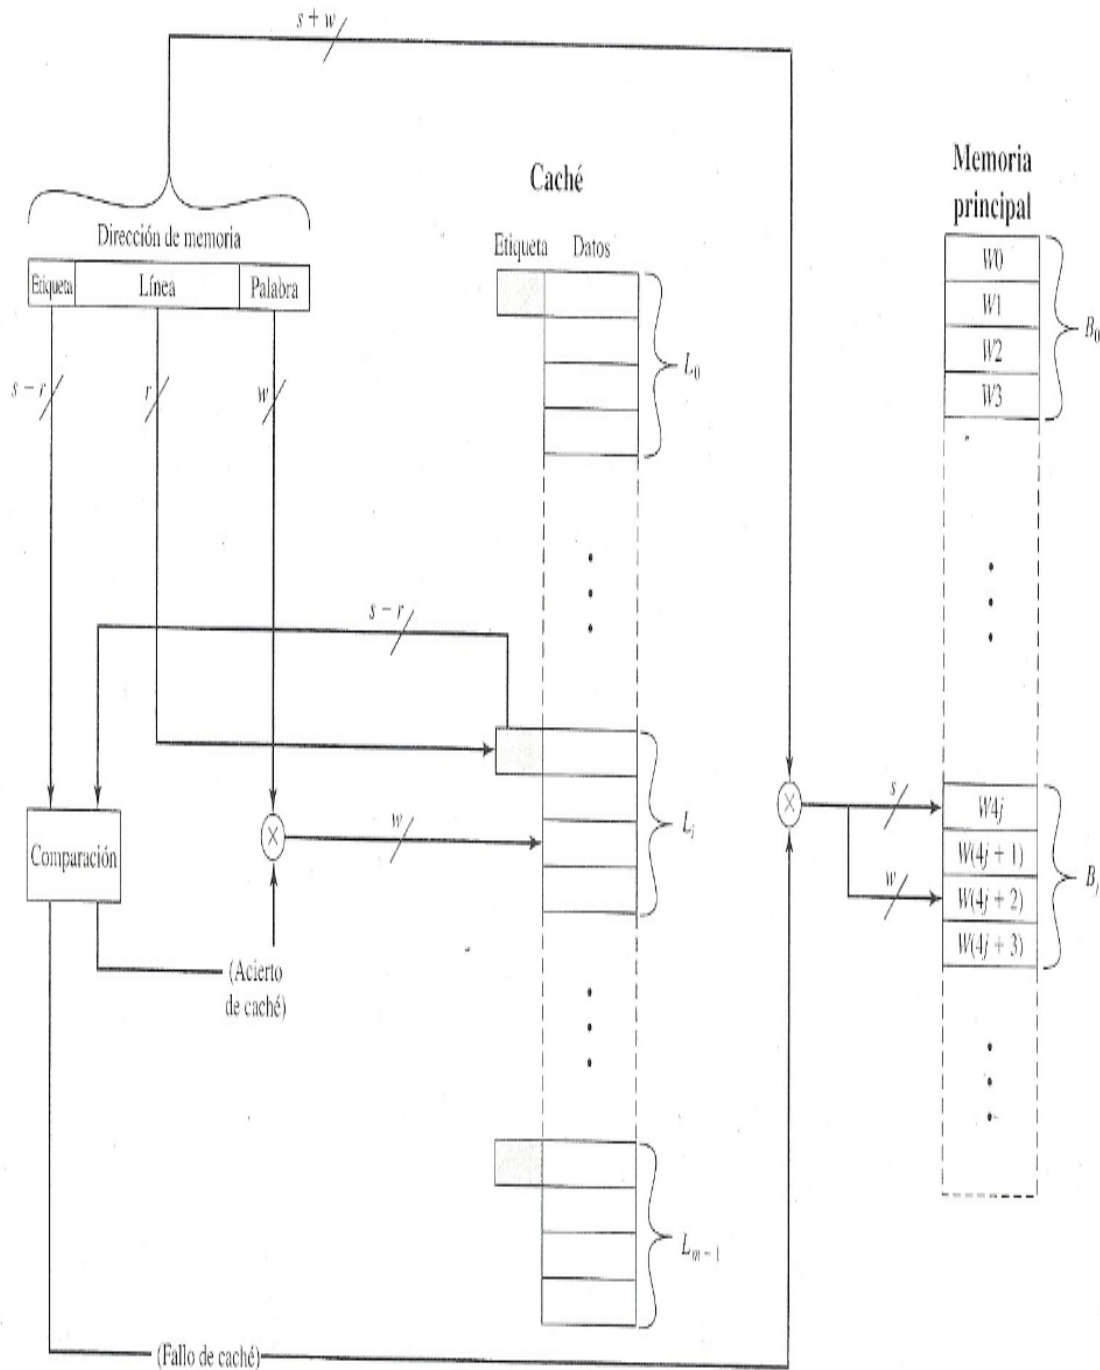 s + w
Caché
Memoria
principal
Dirección de memoria
Etiqueta Línea Palabra
Etiqueta Datos
W0
W1
W2
W3
B0
L0
s − r
r
w
s − r
Comparación
w
Li
s
w
W4j
W(4j + 1)
W(4j + 2)
W(4j + 3)
Bj
(Acierto
de caché)
Lm − 1
(Fallo de caché)